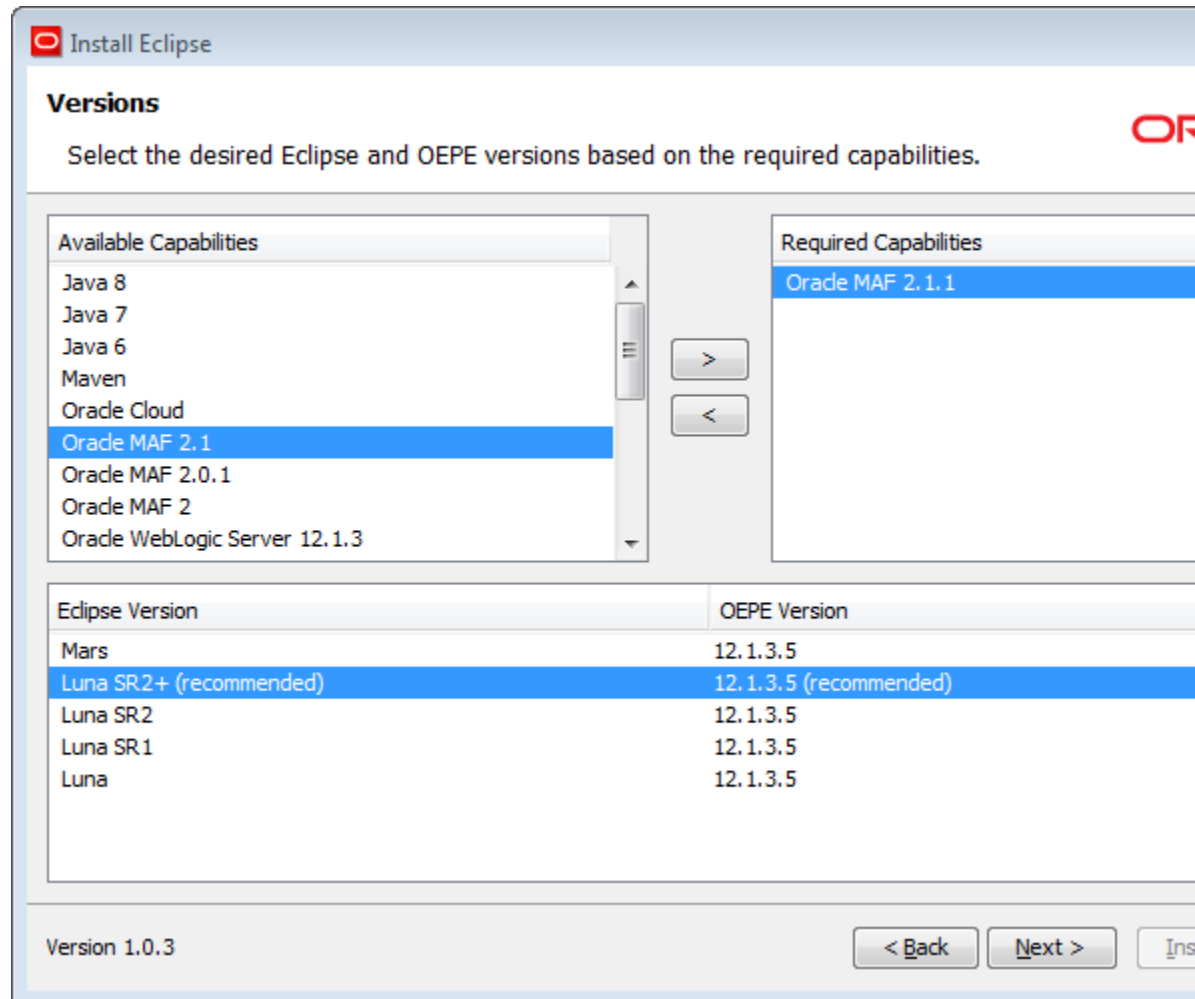 Install Eclipse
Versions
Select the desired Eclipse and OEPE versions based on the required capabilities.
Available Capabilities
Java 8
Java 7
Java 6
Maven
Oracle Cloud
Oracle MAF 2.1
Oracle MAF 2.0.1
Oracle MAF 2
Oracle WebLogic Server 12.1.3
>
<
Required Capabilities
Oracle MAF 2.1.1
Eclipse Version OEPE Version
Mars 12.1.3.5
Luna SR2+ (recommended) 12.1.3.5 (recommended)
Luna SR2 12.1.3.5
Luna SR1 12.1.3.5
Luna 12.1.3.5
Version 1.0.3 < Back Next >